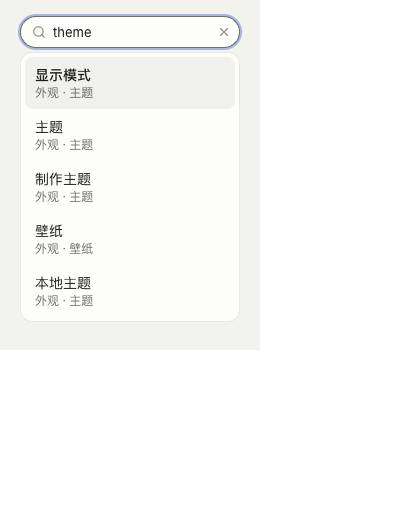 theme
显示模式
外观 · 主题
主题
外观 · 主题
制作主题
外观 · 主题
壁纸
外观 · 壁纸
本地主题
外观 · 主题